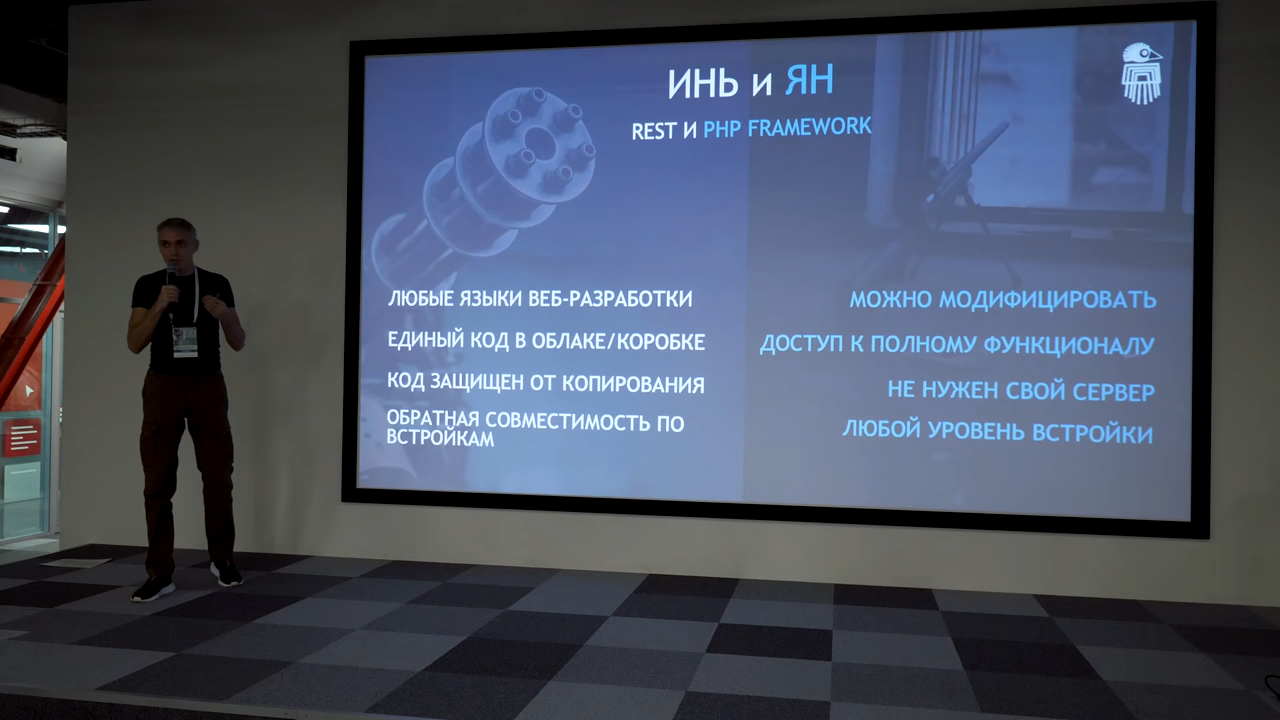 ИНЬ и ЯН
REST И PHP FRAMEWORK
ЛЮБЫЕ ЯЗЫКИ ВЕБ-РАЗРАБОТКИ
ЕДИНЫЙ КОД В ОБЛАКЕ/КОРОБКЕ
КОД ЗАЩИЩЕН ОТ КОПИРОВАНИЯ
ОБРАТНАЯ СОВМЕСТИМОСТЬ ПО
ВСТРОЙКАМ
МОЖНО МОДИФИЦИРОВАТЬ
ДОСТУП К ПОЛНОМУ ФУНКЦИОНАЛУ
НЕ НУЖЕН СВОЙ СЕРВЕР
ЛЮБОЙ УРОВЕНЬ ВСТРОЙКИ